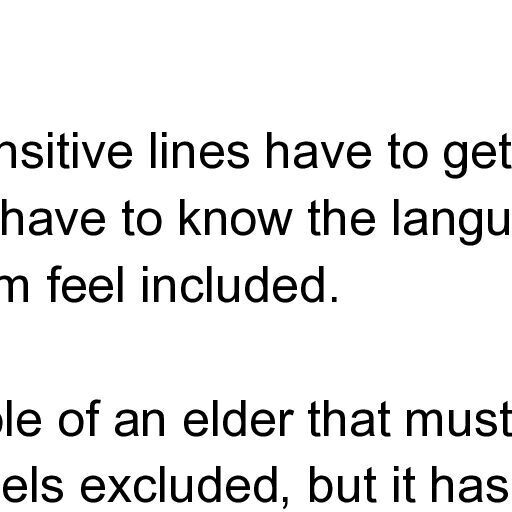 nsitive lines have to get
have to know the langu
m feel included.
ole of an elder that must
els excluded, but it has